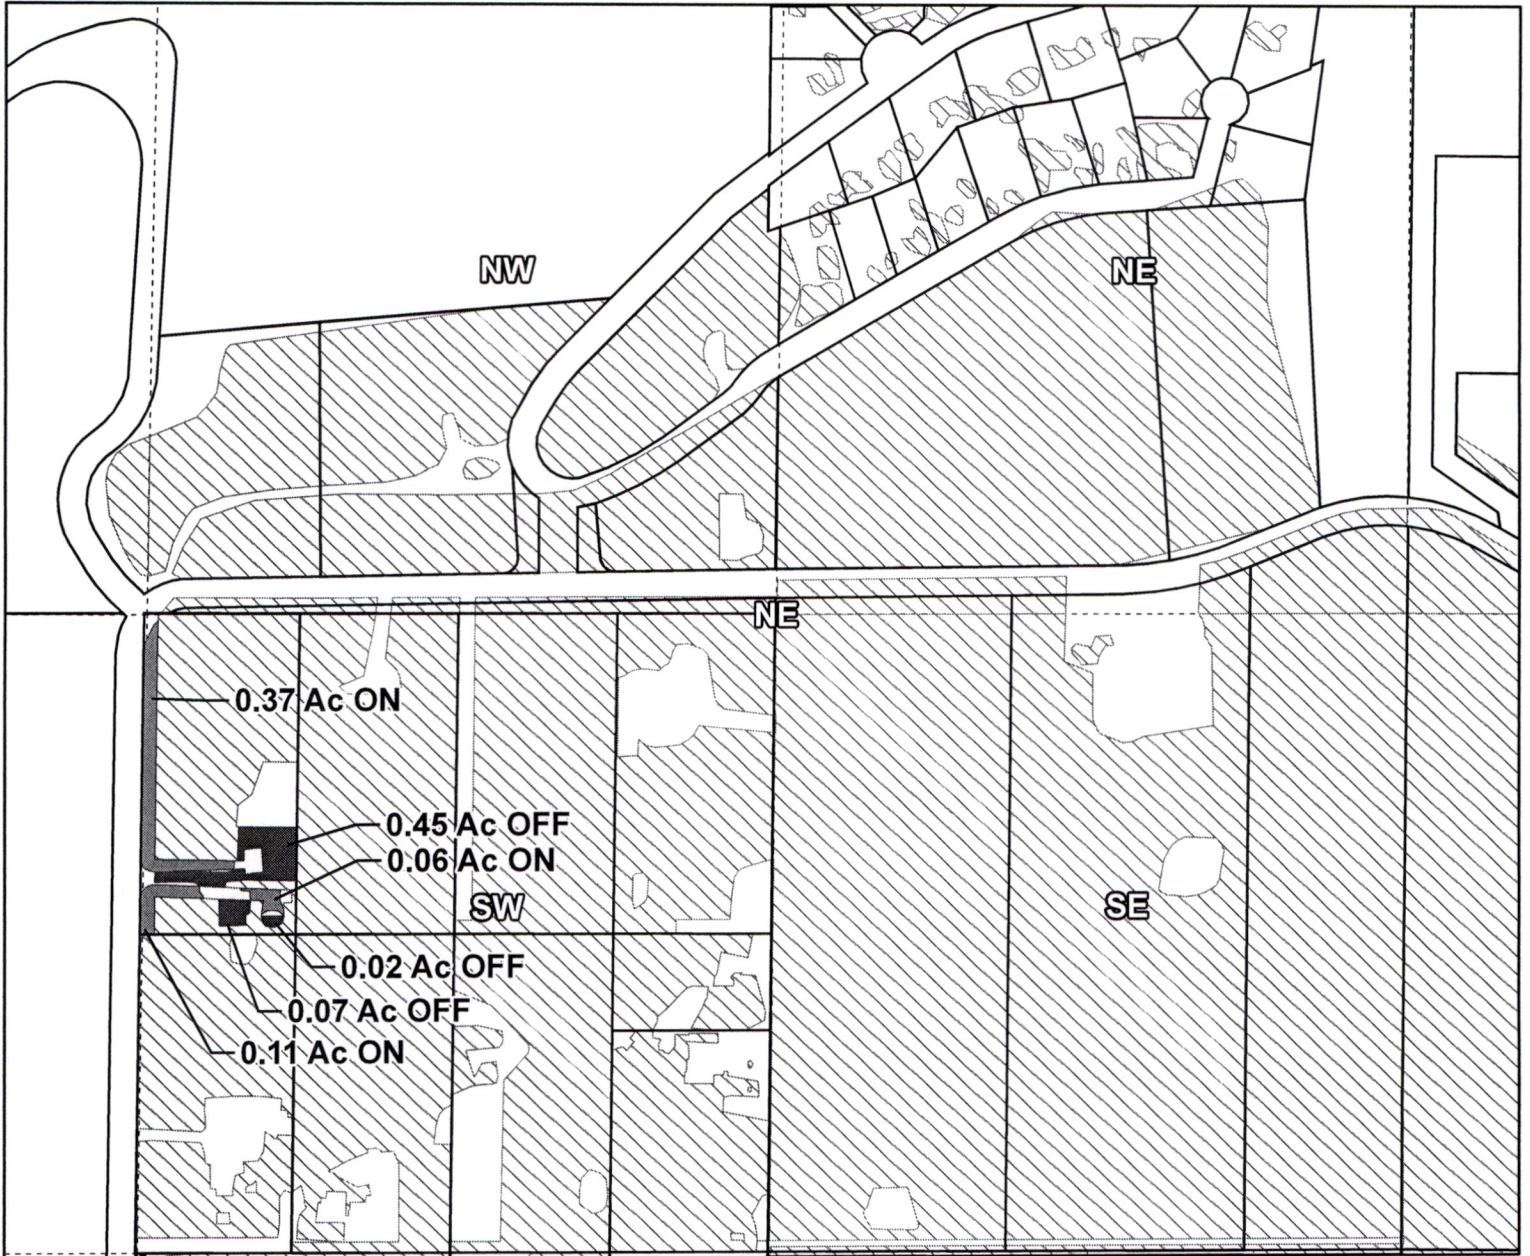 NW
NE
NE
0.37 Ac ON
0.45 Ac OFF
0.06 Ac ON
SW
SE
0.02 Ac OFF
0.07 Ac OFF
0.11 Ac ON